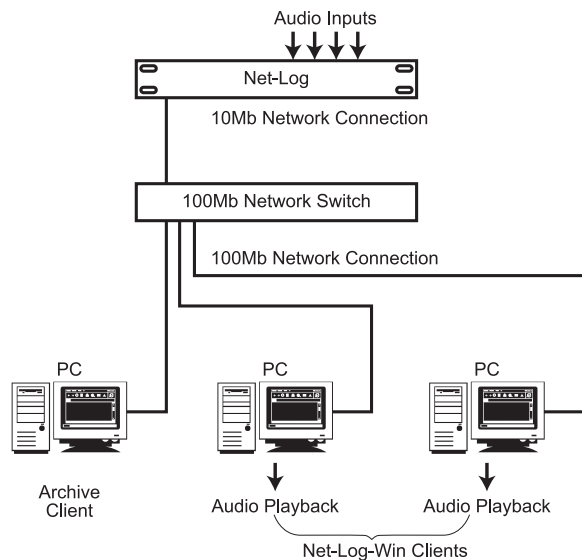 Audio Inputs
Net-Log
10Mb Network Connection
100Mb Network Switch
100Mb Network Connection
PC
PC
PC
Archive
Client
Audio Playback
Audio Playback
Net-Log-Win Clients